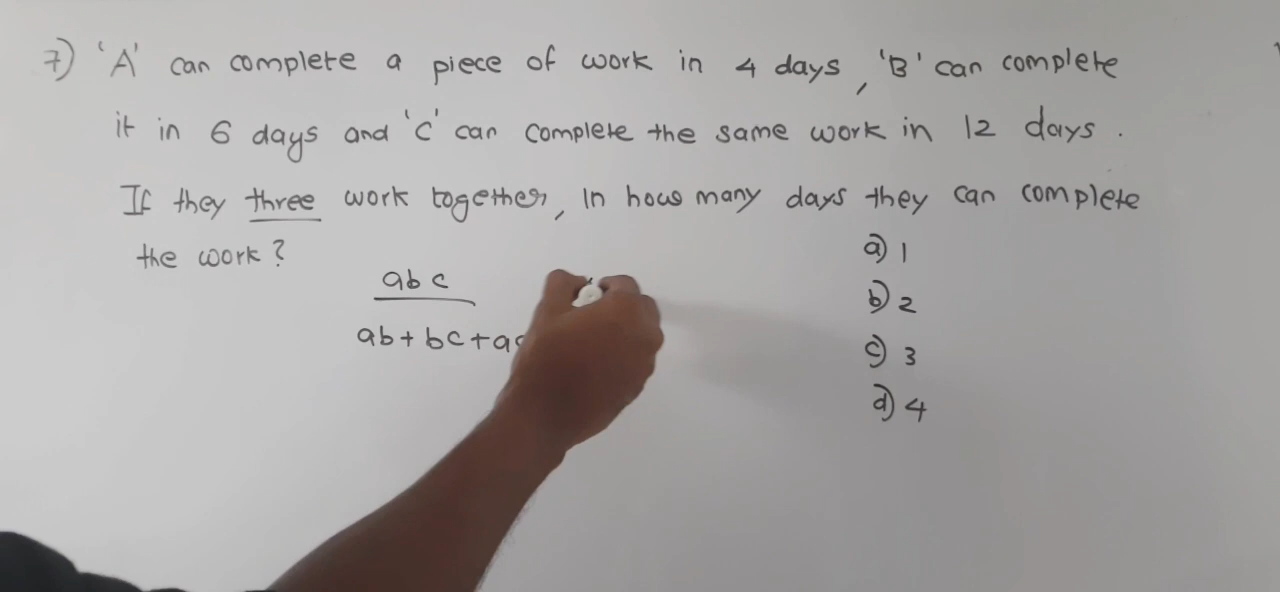 7) 'A' can complete a piece of work in 4 days, 'B' can complete
it in 6 days and 'c' can complete the same work in 12 days.
If they three work together, In how many days they can complete
the work?
a) 1
b) 2
c) 3
d) 4
abc
ab+bc+ac